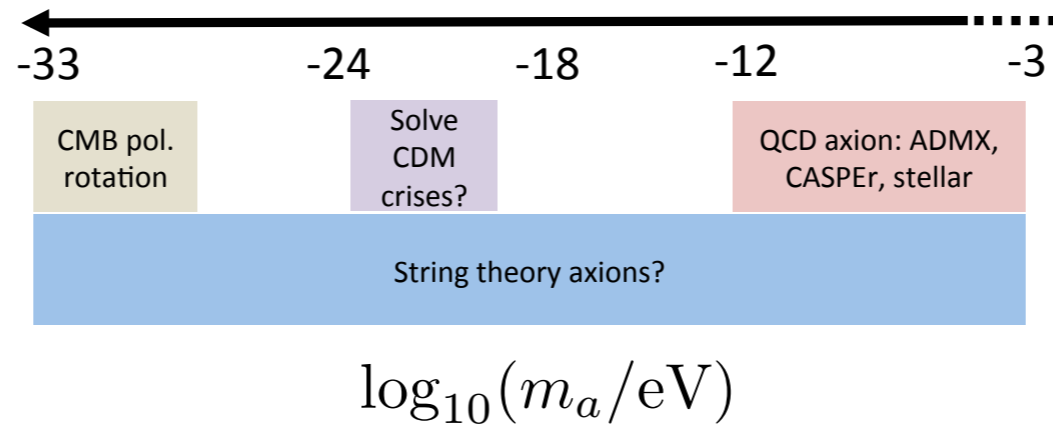 -33 -24 -18 -12 -3
CMB pol.
rotation
Solve
CDM
crises?
QCD axion: ADMX,
CASPEr, stellar
String theory axions?
log₁₀(mₐ/eV)